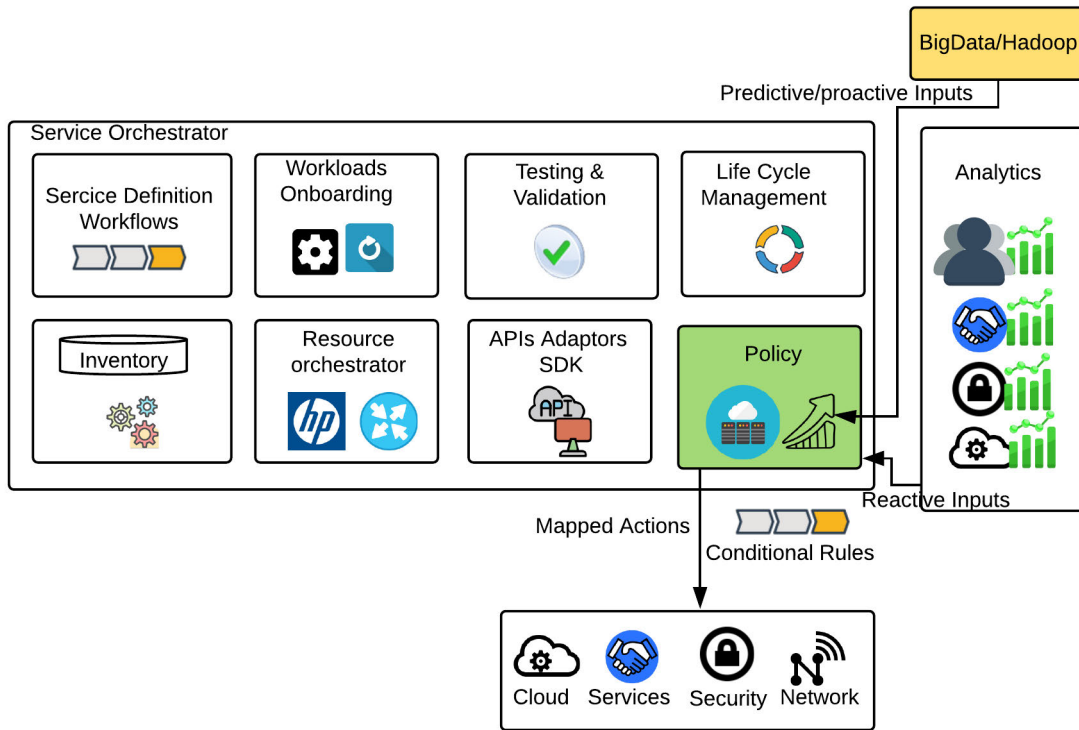 BigData/Hadoop
Predictive/proactive Inputs
Service Orchestrator
Sercice Definition
Workflows
Workloads
Onboarding
Testing &
Validation
Life Cycle
Management
Analytics
Inventory
Resource
orchestrator
hp
APIs Adaptors
SDK
API
Policy
Reactive Inputs
Mapped Actions
Conditional Rules
Cloud
Services
Security
Network